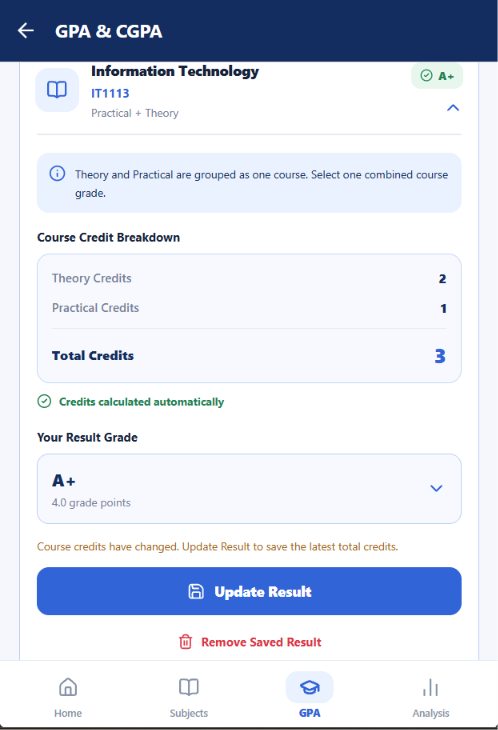 GPA & CGPA
Information Technology
A+
IT1113
Practical + Theory
Theory and Practical are grouped as one course. Select one combined course
grade.
Course Credit Breakdown
Theory Credits 2
Practical Credits 1
Total Credits 3
Credits calculated automatically
Your Result Grade
A+
4.0 grade points
Course credits have changed. Update Result to save the latest total credits.
Update Result
Remove Saved Result
Home Subjects GPA Analysis